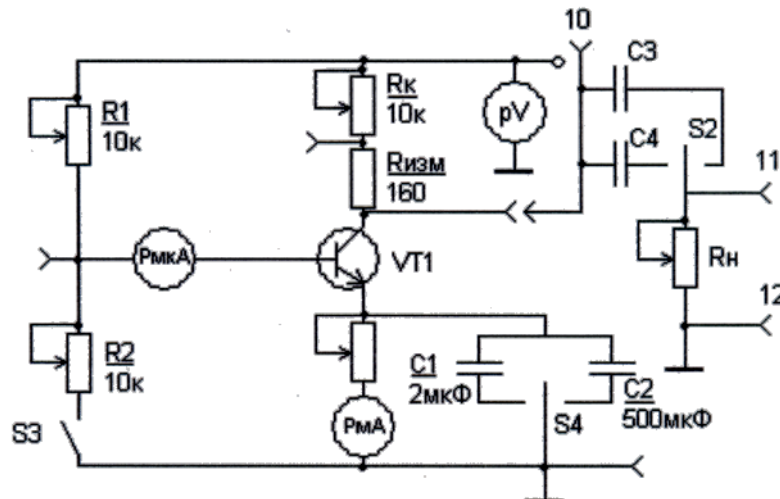 10
C3
R1
10к
Rк
10к
pV
C4
S2
Rизм
160
11
РмкА
VT1
Rн
12
R2
10к
C1
2мкФ
C2
500мкФ
S4
РмА
S3